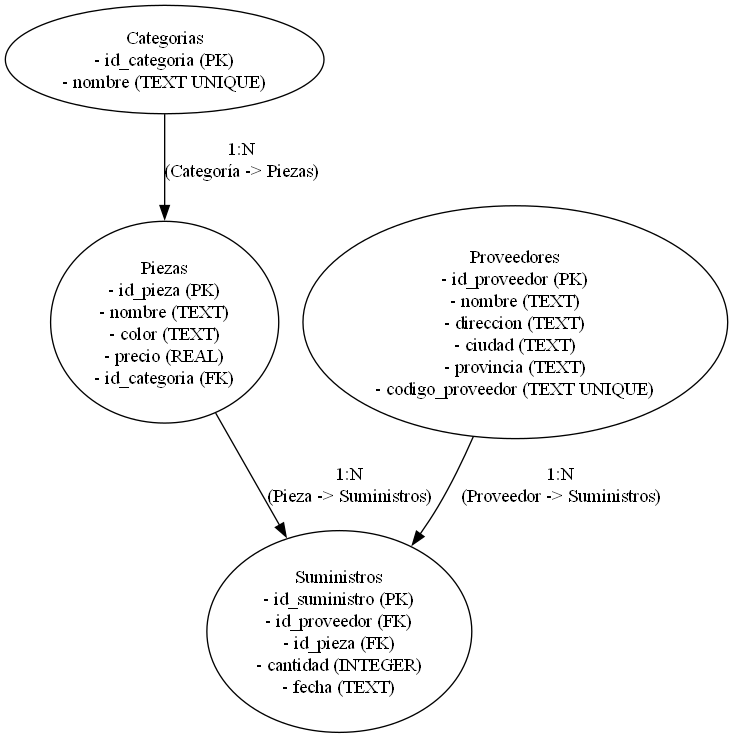 Categorias
- id_categoria (PK)
- nombre (TEXT UNIQUE)
1:N
(Categoría -> Piezas)
Piezas
- id_pieza (PK)
- nombre (TEXT)
- color (TEXT)
- precio (REAL)
- id_categoria (FK)
Proveedores
- id_proveedor (PK)
- nombre (TEXT)
- direccion (TEXT)
- ciudad (TEXT)
- provincia (TEXT)
- codigo_proveedor (TEXT UNIQUE)
1:N
(Pieza -> Suministros)
1:N
(Proveedor -> Suministros)
Suministros
- id_suministro (PK)
- id_proveedor (FK)
- id_pieza (FK)
- cantidad (INTEGER)
- fecha (TEXT)